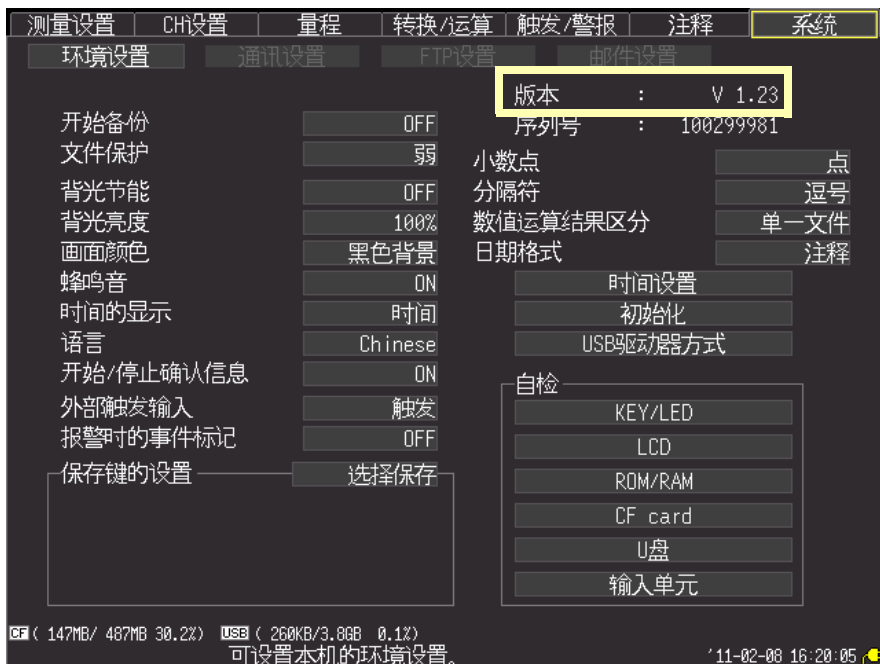 测量设置 CH设置 量程 转换/运算 触发/警报 注释 系统
环境设置 通讯设置 FTP设置 邮件设置
版本 : V 1.23
序列号 : 100299981
开始备份 OFF
文件保护 弱
背光节能 OFF
背光亮度 100%
画面颜色 黑色背景
蜂鸣音 ON
时间的显示 时间
语言 Chinese
开始/停止确认信息 ON
外部触发输入 触发
报警时的事件标记 OFF
保存键的设置 选择保存
小数点 点
分隔符 逗号
数值运算结果区分 单一文件
日期格式 注释
时间设置
初始化
USB驱动器方式
自检
KEY/LED
LCD
ROM/RAM
CF card
U盘
输入单元
CF ( 147MB/ 487MB 30.2%) USB ( 260KB/3.8GB 0.1%)
可设置本机的环境设置。 '11-02-08 16:20:05